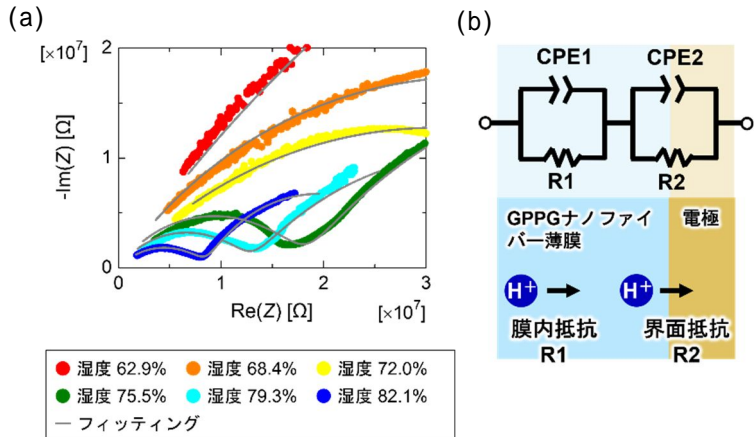 (a)
[×10⁷]
2
1
0
-Im(Z) [Ω]
0
1
2
3
Re(Z) [Ω]
[×10⁷]
湿度 62.9%
湿度 68.4%
湿度 72.0%
湿度 75.5%
湿度 79.3%
湿度 82.1%
フィッティング
(b)
CPE1
CPE2
R1
R2
GPPGナノファイ
バー薄膜
電極
H⁺
H⁺
膜内抵抗
R1
界面抵抗
R2